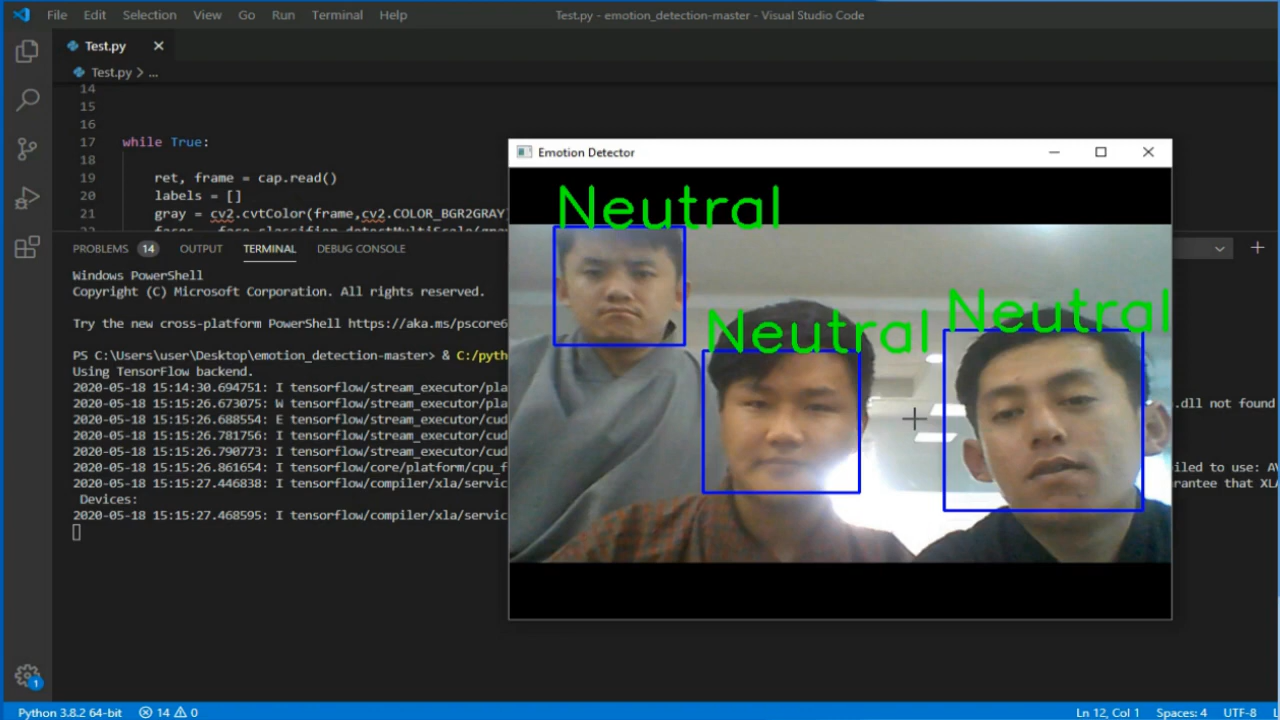 File Edit Selection View Go Run Terminal Help
Test.py - emotion_detection-master - Visual Studio Code
Test.py
Test.py > ...
14
15
16
17 while True:
18
19 ret, frame = cap.read()
20 labels = []
21 gray = cv2.cvtColor(frame,cv2.COLOR_BGR2GRAY)
Emotion Detector
Neutral
Neutral
Neutral
PROBLEMS 14 OUTPUT TERMINAL DEBUG CONSOLE
Windows PowerShell
Copyright (C) Microsoft Corporation. All rights reserved.
Try the new cross-platform PowerShell https://aka.ms/pscore6
PS C:\Users\user\Desktop\emotion_detection-master> & C:/pyth
Using TensorFlow backend.
2020-05-18 15:14:30.694751: I tensorflow/stream_executor/pla
2020-05-18 15:15:26.673075: W tensorflow/stream_executor/pla .dll not found
2020-05-18 15:15:26.688554: E tensorflow/stream_executor/cud
2020-05-18 15:15:26.781756: I tensorflow/stream_executor/cud
2020-05-18 15:15:26.790773: I tensorflow/stream_executor/cud
2020-05-18 15:15:26.861654: I tensorflow/core/platform/cpu_f iled to use: AV
2020-05-18 15:15:27.446838: I tensorflow/compiler/xla/servic rantee that XLA
Devices:
2020-05-18 15:15:27.468595: I tensorflow/compiler/xla/servic
1
Python 3.8.2 64-bit 14 0
Ln 12, Col 1 Spaces: 4 UTF-8